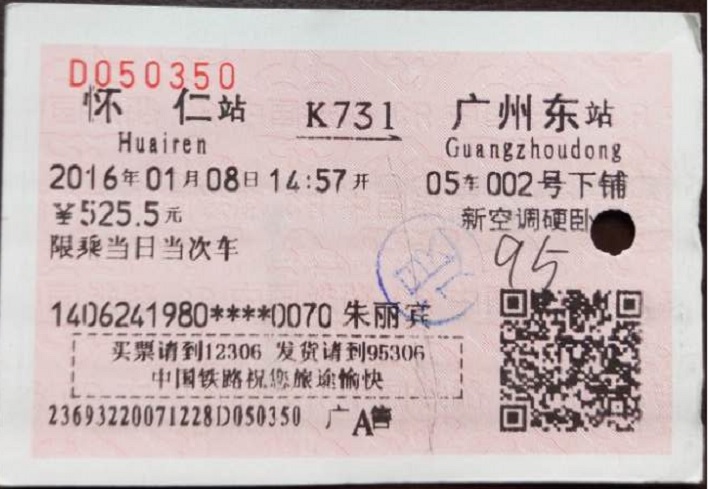 D050350
怀仁站 K731 广州东站
Huairen Guangzhoudong
2016年01月08日14:57开 05车002号下铺
￥525.5元 新空调硬卧
限乘当日当次车
95
1406241980****0070 朱丽宾
买票请到12306 发货请到95306
中国铁路祝您旅途愉快
23693220071228D050350 广A售